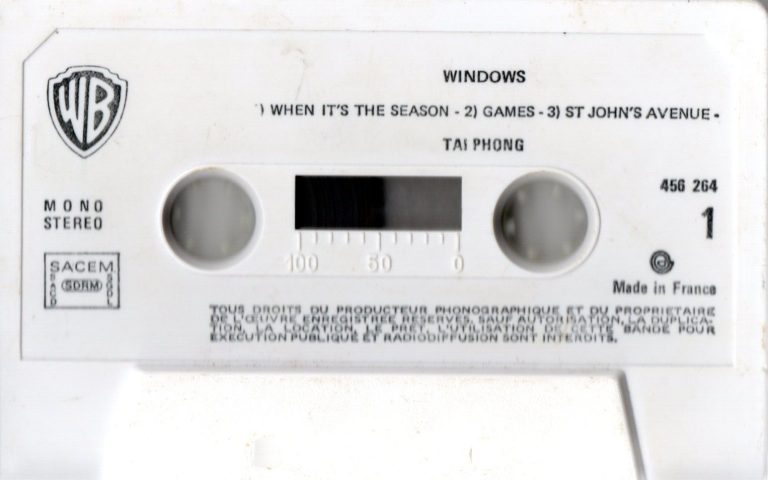 WB
WINDOWS
) WHEN IT'S THE SEASON - 2) GAMES - 3) ST JOHN'S AVENUE -
TAI PHONG
456 264
MONO
STEREO
1
SACEM
SDRM
100 50 0
Made in France
TOUS DROITS DU PRODUCTEUR PHONOGRAPHIQUE ET DU PROPRIETAIRE
DE L'ŒUVRE ENREGISTREE RESERVES. SAUF AUTORISATION, LA DUPLICA-
TION, LA LOCATION, LE PRET, L'UTILISATION DE CETTE BANDE POUR
EXECUTION PUBLIQUE ET RADIODIFFUSION SONT INTERDITS.